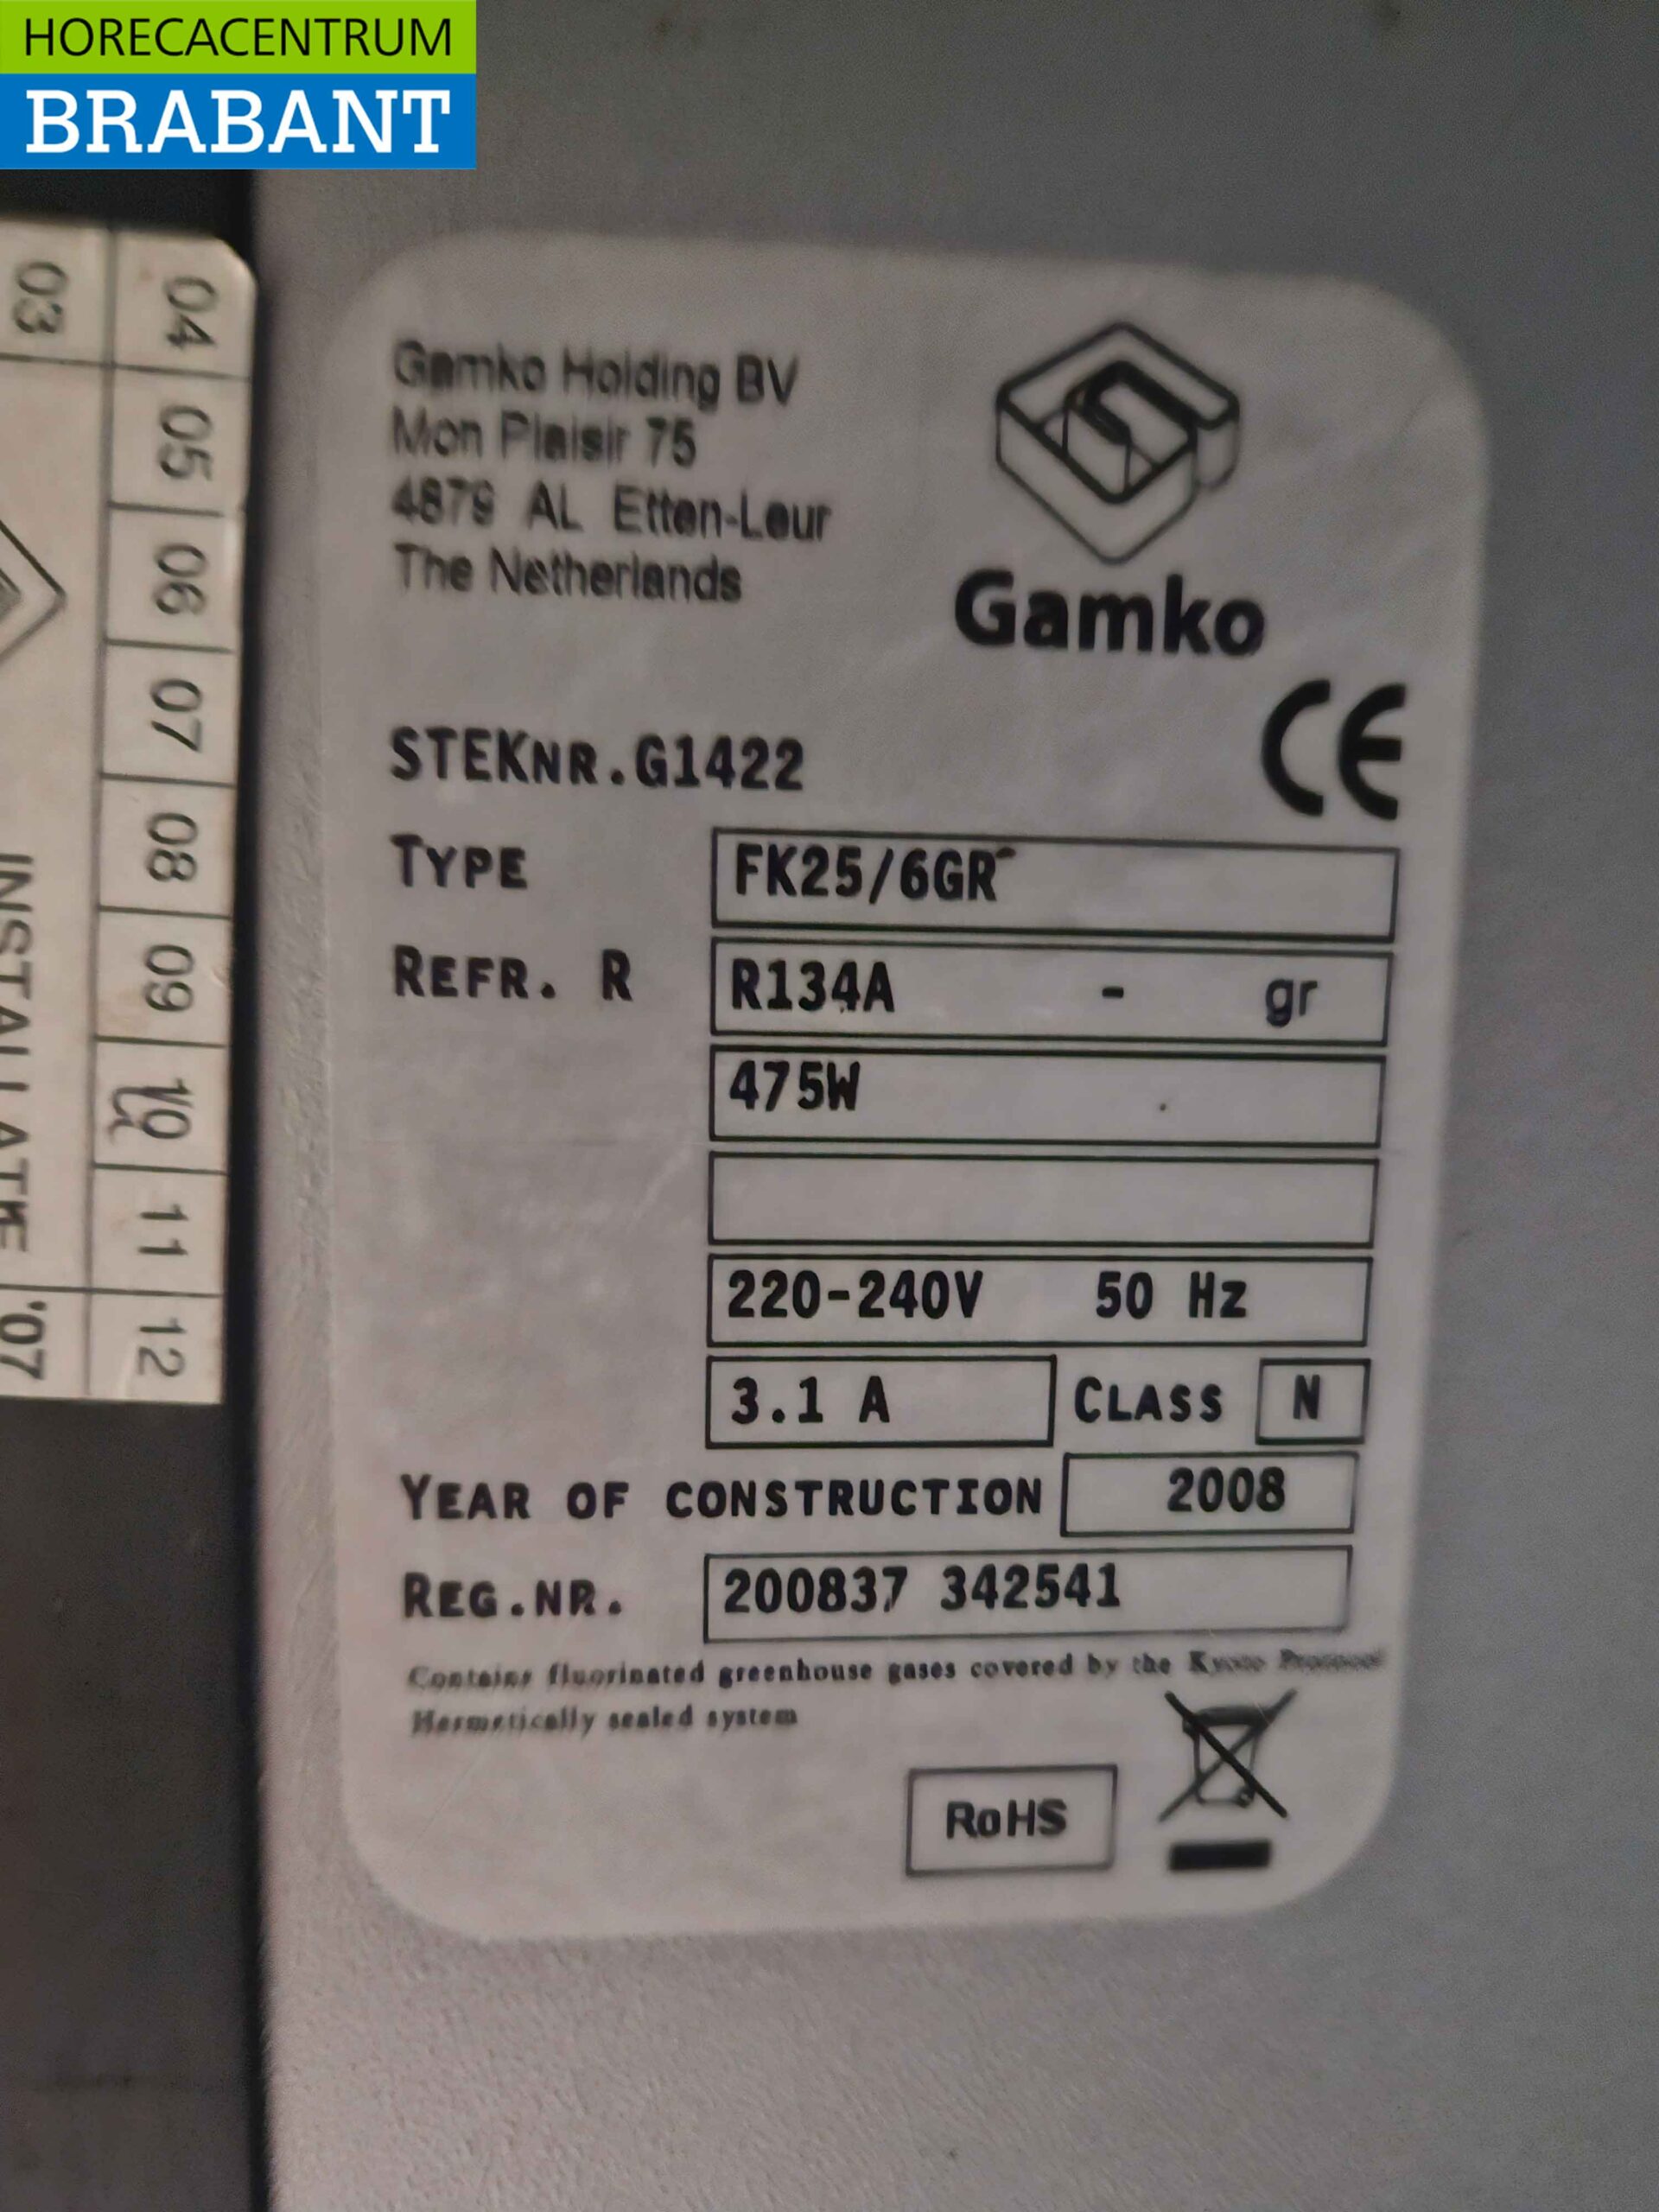 HORECACENTRUM
BRABANT
03
04
05
06
07
08
09
10
11
12
'07
Gamko Holding BV
Mon Plaisir 75
4879 AL Etten-Leur
The Netherlands
Gamko
CE
STEKNR.G1422
TYPE FK25/6GR
REFR. R R134A - gr
475W
220-240V 50 Hz
3.1 A CLASS N
YEAR OF CONSTRUCTION 2008
REG.NR. 200837 342541
Contains fluorinated greenhouse gases covered by the Kyoto Protocol
Hermetically sealed system
RoHS